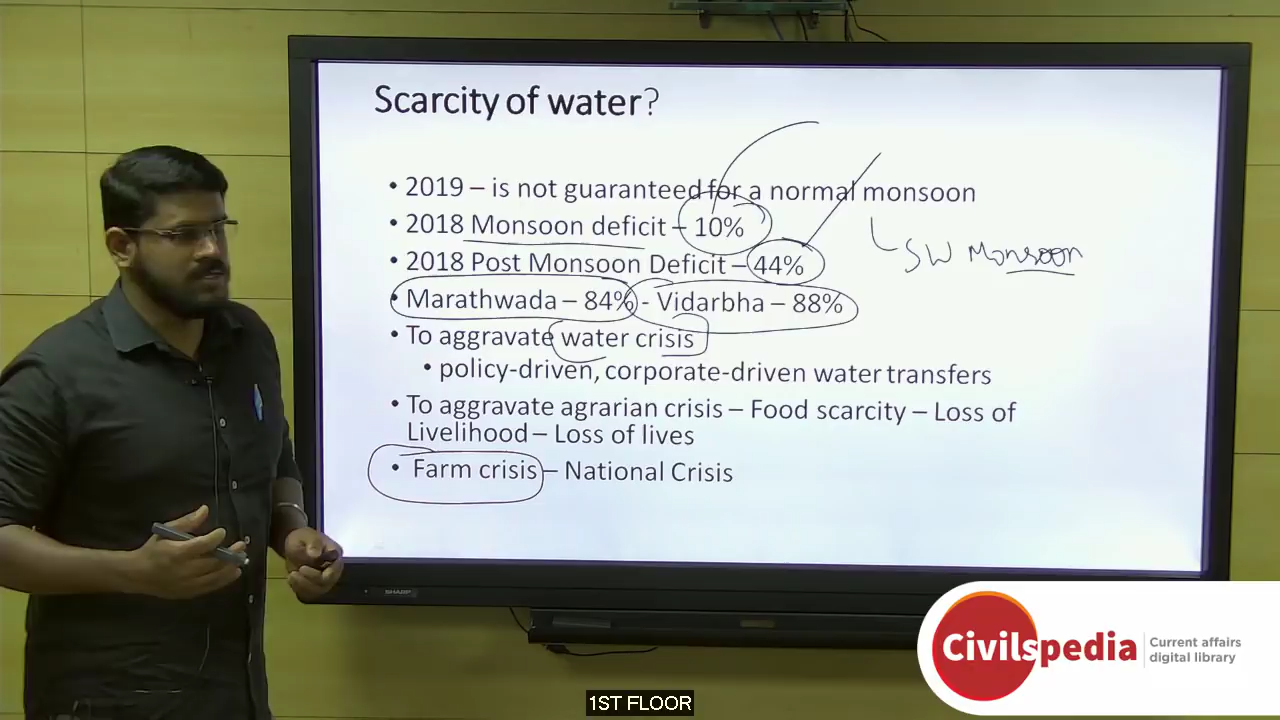 Scarcity of water?
• 2019 – is not guaranteed for a normal monsoon
• 2018 Monsoon deficit – 10%
SW Monsoon
• 2018 Post Monsoon Deficit – 44%
• Marathwada – 84% - Vidarbha – 88%
• To aggravate water crisis
• policy-driven, corporate-driven water transfers
• To aggravate agrarian crisis – Food scarcity – Loss of
Livelihood – Loss of lives
• Farm crisis – National Crisis
SHARP
Civilspedia
Current affairs
digital library
1ST FLOOR